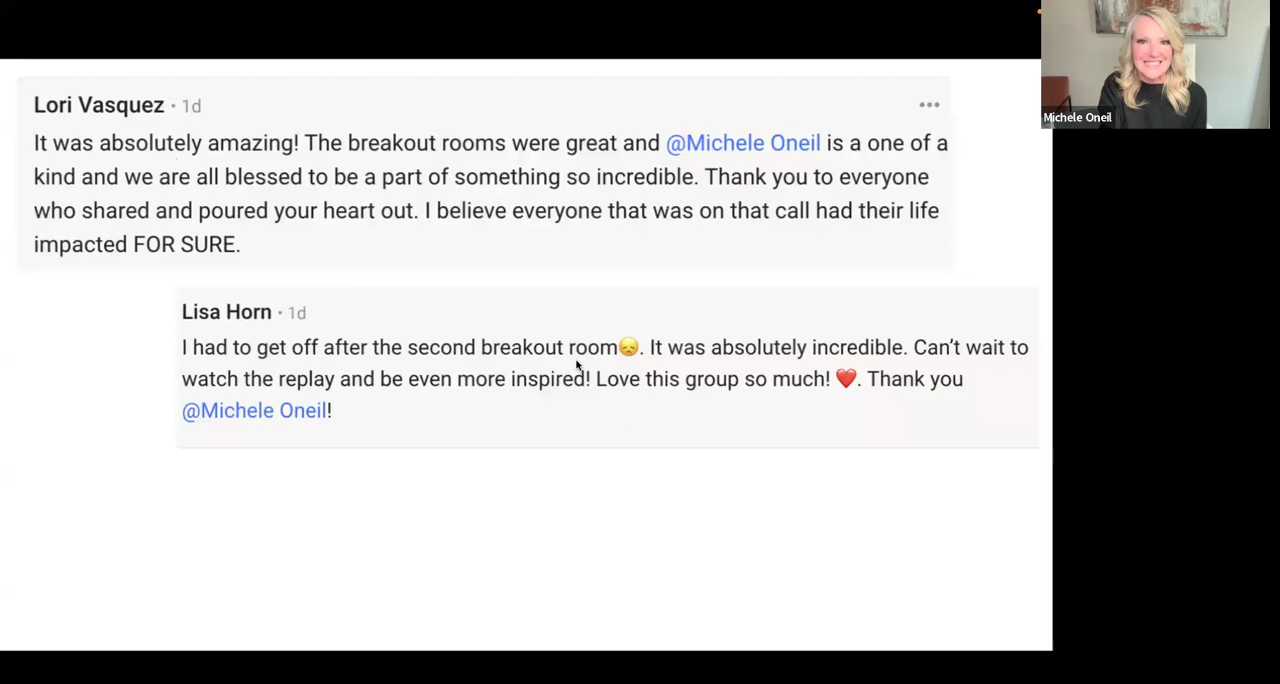 Michele Oneil
Lori Vasquez • 1d
It was absolutely amazing! The breakout rooms were great and @Michele Oneil is a one of a
kind and we are all blessed to be a part of something so incredible. Thank you to everyone
who shared and poured your heart out. I believe everyone that was on that call had their life
impacted FOR SURE.
Lisa Horn • 1d
I had to get off after the second breakout room😞. It was absolutely incredible. Can’t wait to
watch the replay and be even more inspired! Love this group so much! ❤️. Thank you
@Michele Oneil!